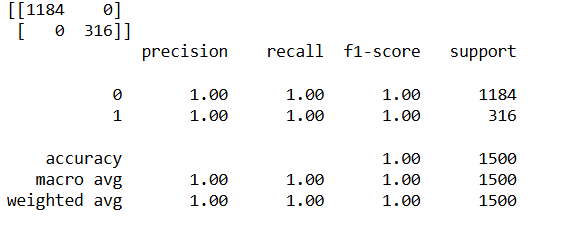 [[1184    0]
 [   0  316]]
              precision    recall  f1-score   support

           0       1.00      1.00      1.00      1184
           1       1.00      1.00      1.00       316

    accuracy                           1.00      1500
   macro avg       1.00      1.00      1.00      1500
weighted avg       1.00      1.00      1.00      1500